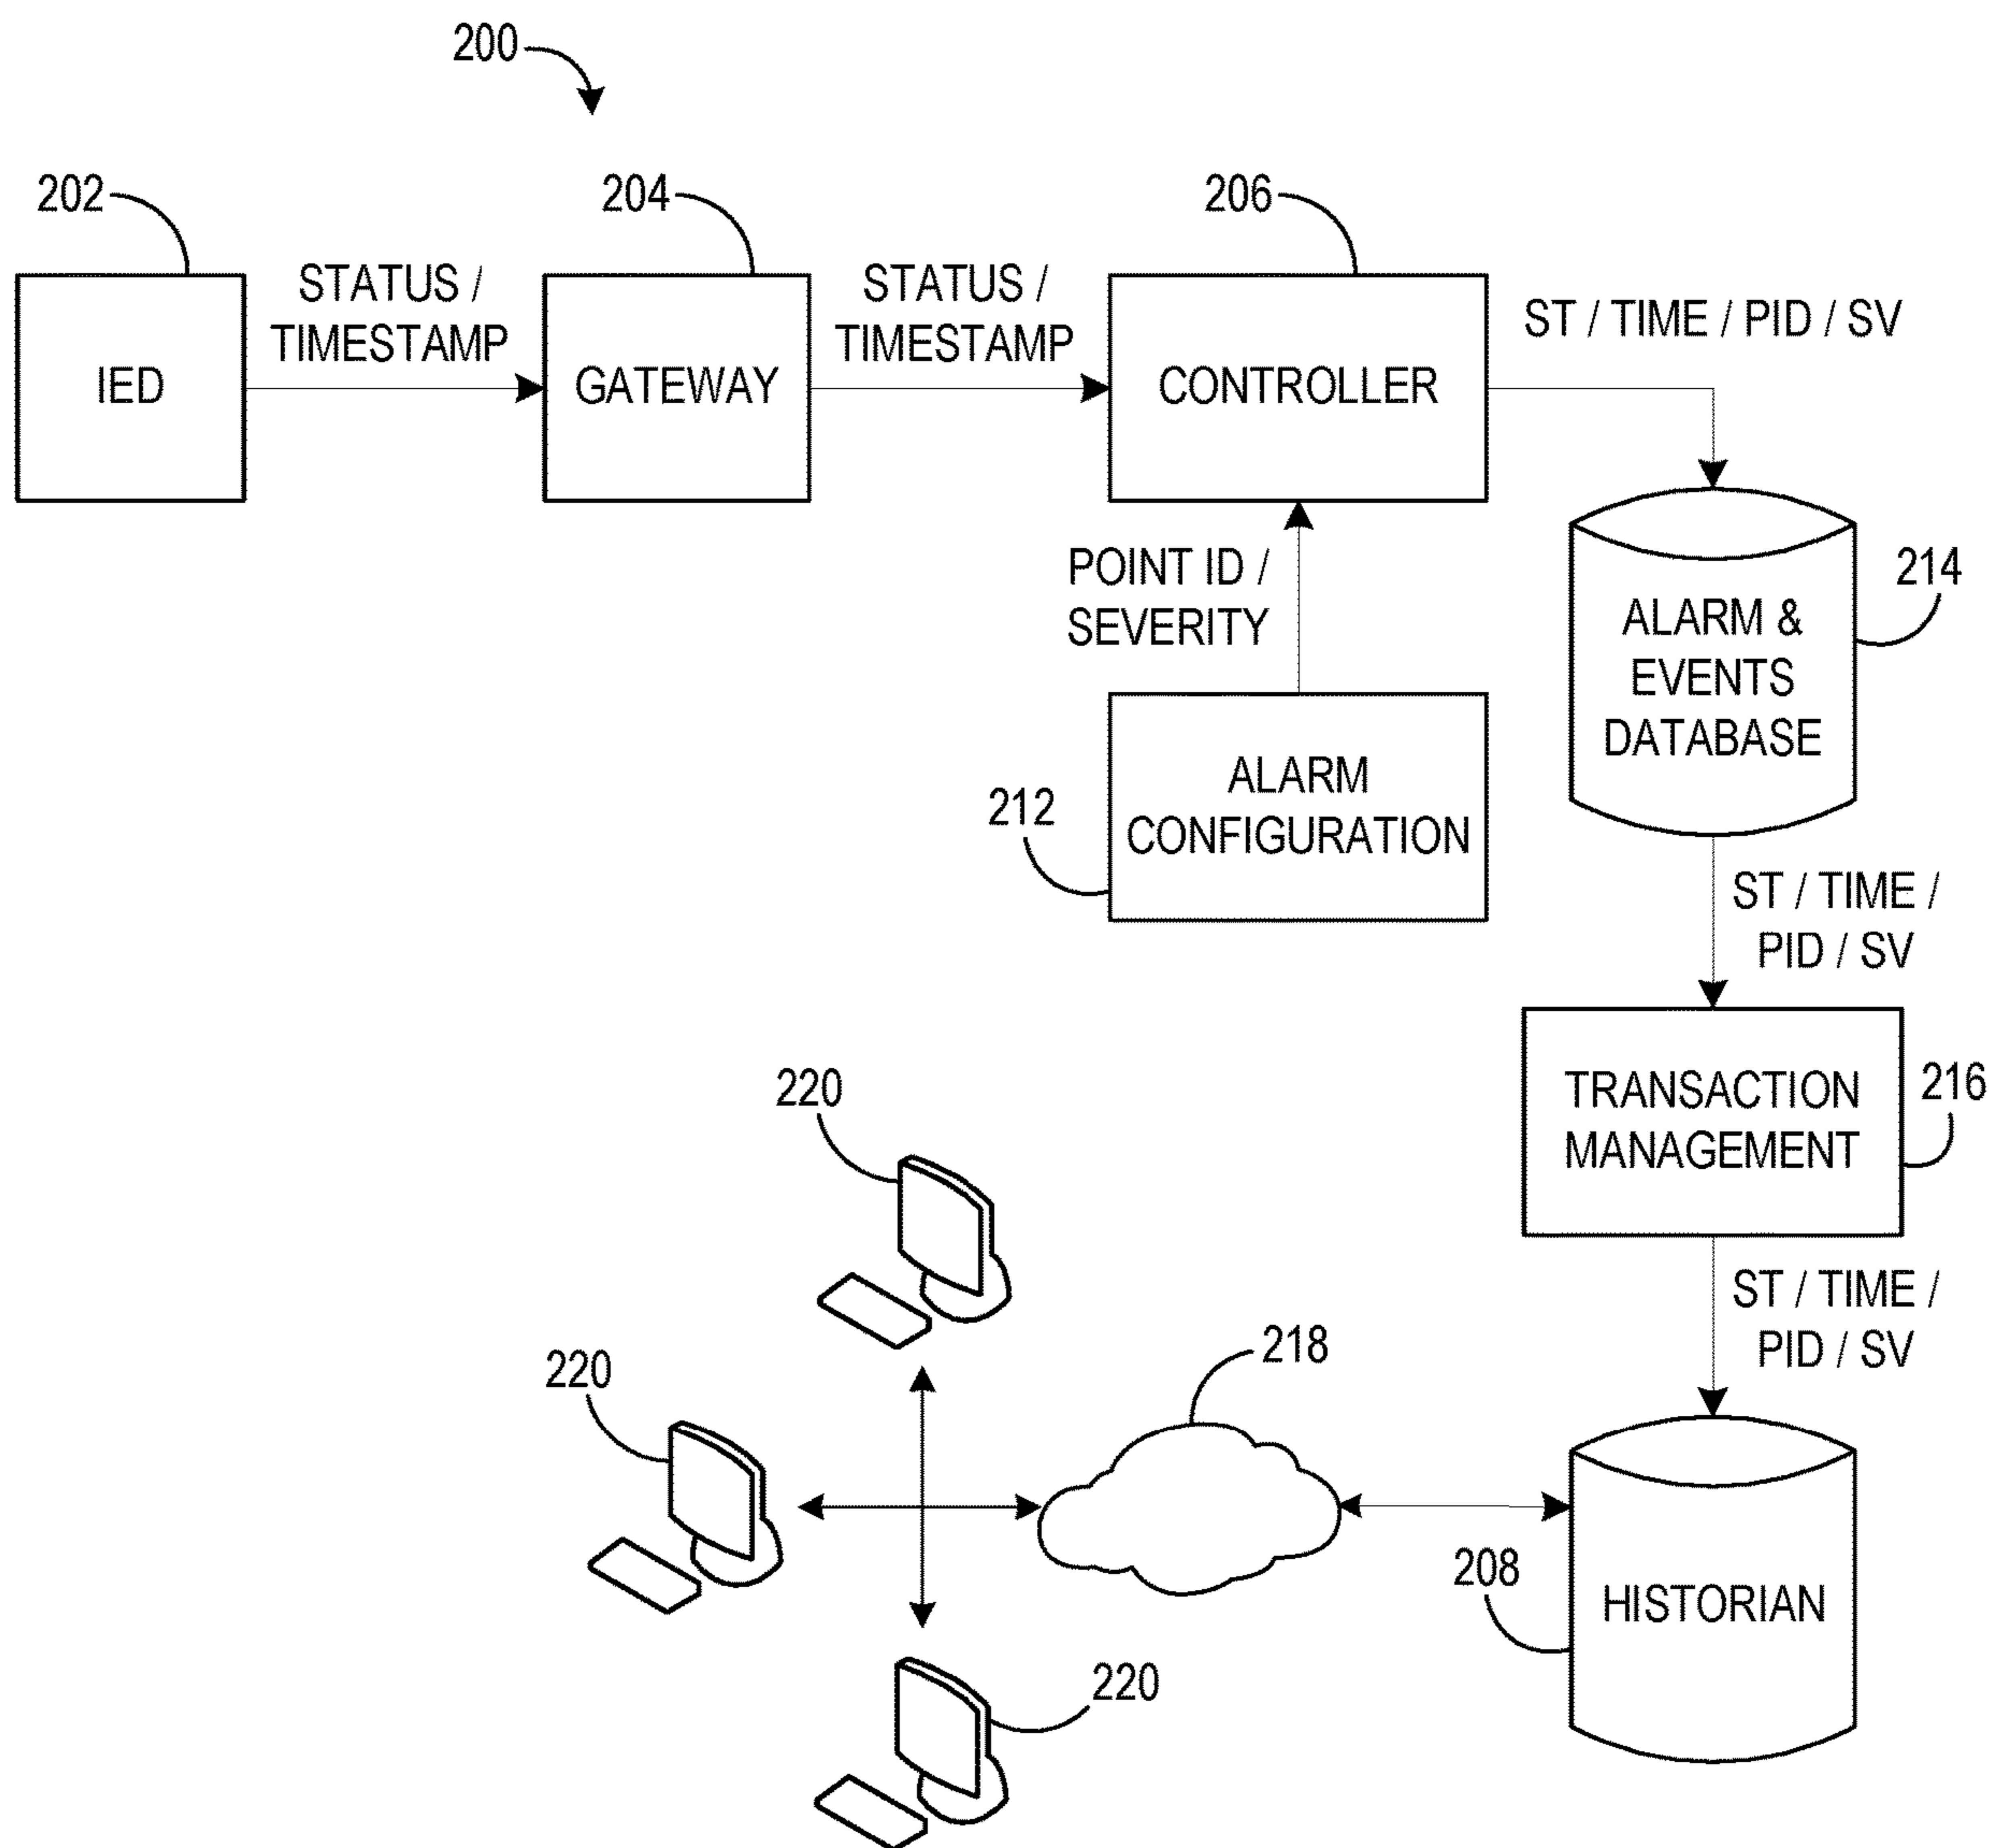 200
202
204
206
STATUS /
TIMESTAMP
STATUS /
TIMESTAMP
ST / TIME / PID / SV
IED
GATEWAY
CONTROLLER
POINT ID /
SEVERITY
214
ALARM &
EVENTS
DATABASE
212
ALARM
CONFIGURATION
ST / TIME /
PID / SV
216
TRANSACTION
MANAGEMENT
220
ST / TIME /
PID / SV
218
220
208
HISTORIAN
220